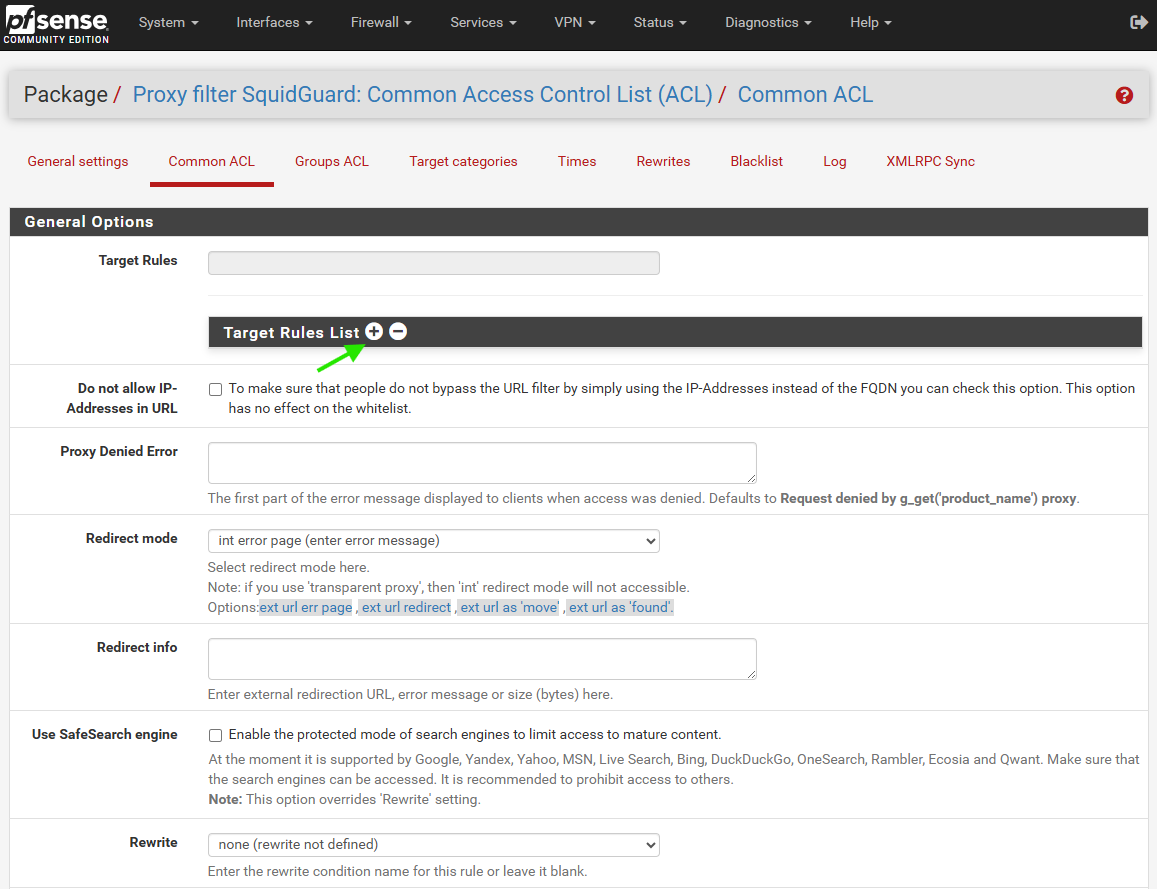 pfsense
COMMUNITY EDITION
System Interfaces Firewall Services VPN Status Diagnostics Help
Package / Proxy filter SquidGuard: Common Access Control List (ACL) / Common ACL
?
General settings Common ACL Groups ACL Target categories Times Rewrites Blacklist Log XMLRPC Sync
General Options
Target Rules
Target Rules List + −
Do not allow IP-
Addresses in URL
To make sure that people do not bypass the URL filter by simply using the IP-Addresses instead of the FQDN you can check this option. This option
has no effect on the whitelist.
Proxy Denied Error
The first part of the error message displayed to clients when access was denied. Defaults to Request denied by g_get('product_name') proxy.
Redirect mode
int error page (enter error message)
Select redirect mode here.
Note: if you use 'transparent proxy', then 'int' redirect mode will not accessible.
Options:ext url err page , ext url redirect , ext url as 'move' , ext url as 'found'.
Redirect info
Enter external redirection URL, error message or size (bytes) here.
Use SafeSearch engine
Enable the protected mode of search engines to limit access to mature content.
At the moment it is supported by Google, Yandex, Yahoo, MSN, Live Search, Bing, DuckDuckGo, OneSearch, Rambler, Ecosia and Qwant. Make sure that
the search engines can be accessed. It is recommended to prohibit access to others.
Note: This option overrides 'Rewrite' setting.
Rewrite
none (rewrite not defined)
Enter the rewrite condition name for this rule or leave it blank.